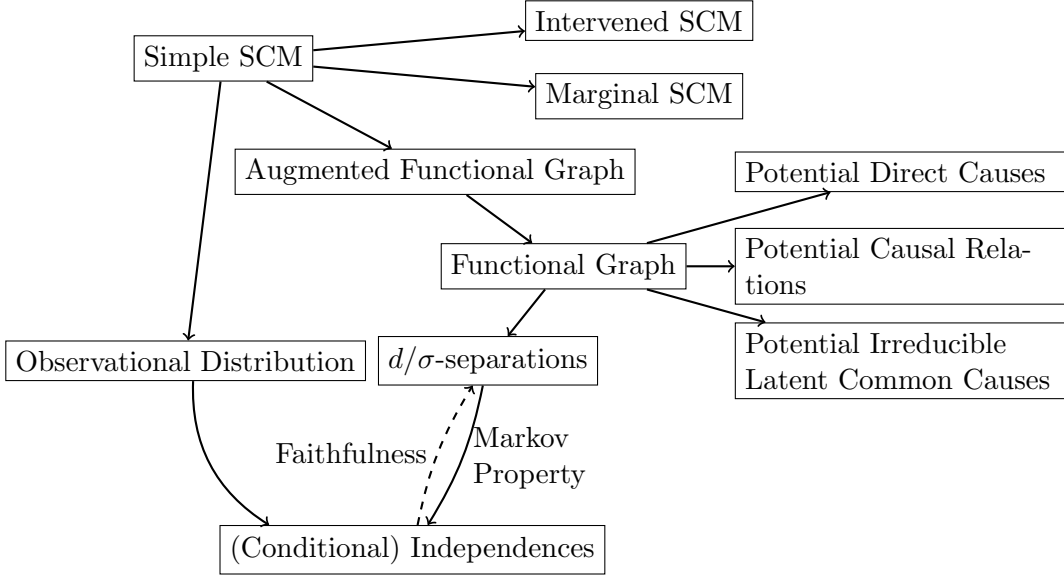 Intervened SCM
Simple SCM
Marginal SCM
Augmented Functional Graph
Potential Direct Causes
Functional Graph
Potential Causal Rela-
tions
Observational Distribution
d/σ-separations
Potential Irreducible
Latent Common Causes
Faithfulness
Markov
Property
(Conditional) Independences